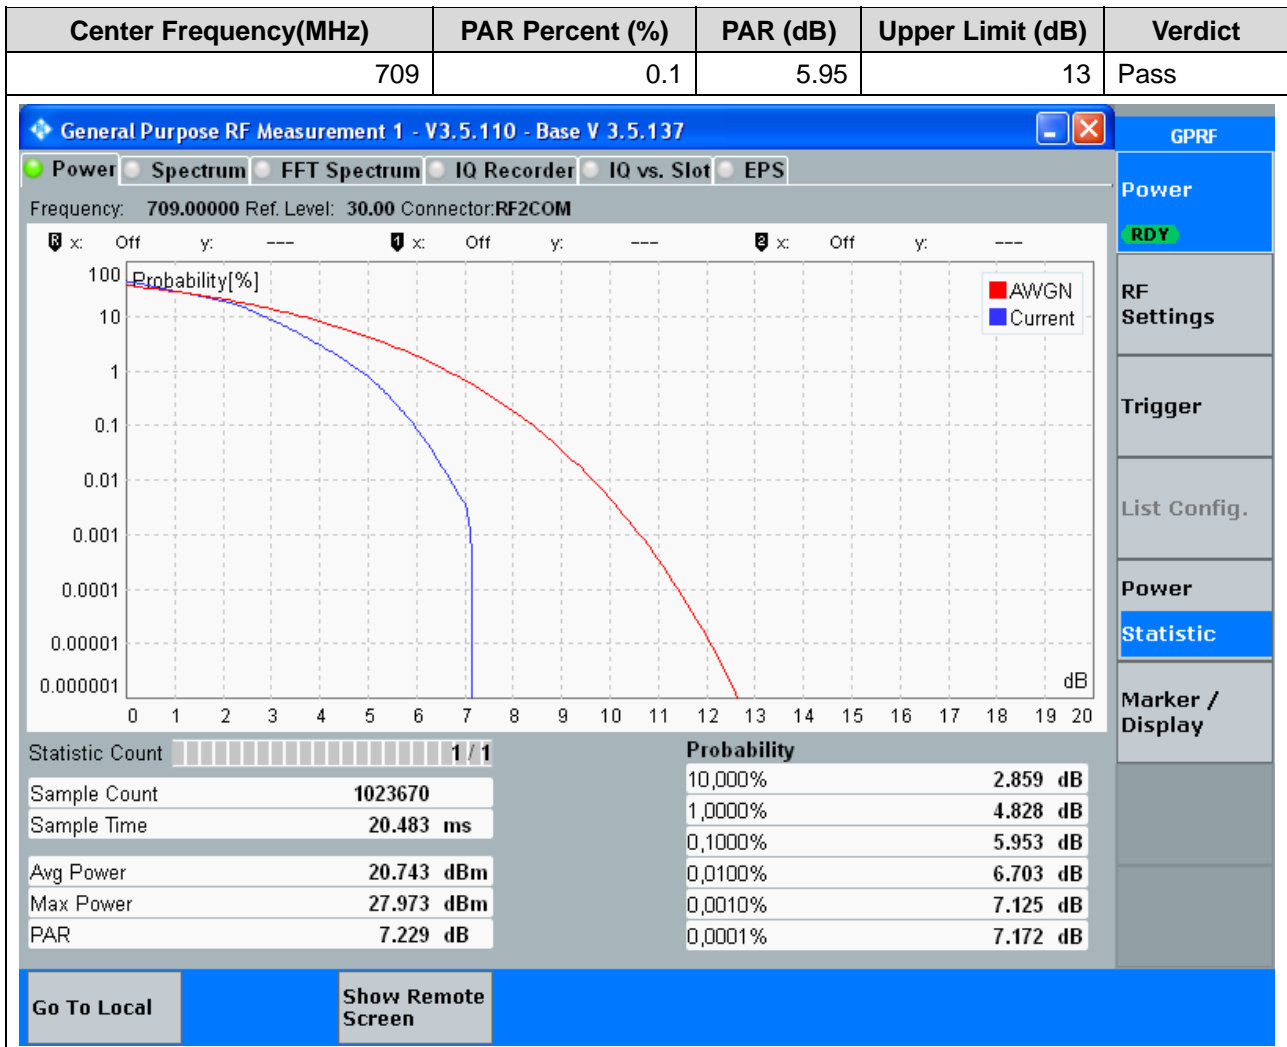 Center Frequency(MHz) PAR Percent (%) PAR (dB) Upper Limit (dB) Verdict
709 0.1 5.95 13 Pass
General Purpose RF Measurement 1 - V3.5.110 - Base V 3.5.137
GPRF
Power Spectrum FFT Spectrum IQ Recorder IQ vs. Slot EPS
Frequency: 709.00000 Ref. Level: 30.00 Connector:RF2COM
R x: Off y: --- 1 x: Off y: --- 2 x: Off y: ---
Probability[%]
AWGN
Current
100
10
1
0.1
0.01
0.001
0.0001
0.00001
0.000001
dB
0 1 2 3 4 5 6 7 8 9 10 11 12 13 14 15 16 17 18 19 20
Statistic Count 1 / 1
Sample Count 1023670
Sample Time 20.483 ms
Avg Power 20.743 dBm
Max Power 27.973 dBm
PAR 7.229 dB
Probability
10,000% 2.859 dB
1,0000% 4.828 dB
0,1000% 5.953 dB
0,0100% 6.703 dB
0,0010% 7.125 dB
0,0001% 7.172 dB
Power
RDY
RF
Settings
Trigger
List Config.
Power
Statistic
Marker /
Display
Go To Local
Show Remote
Screen